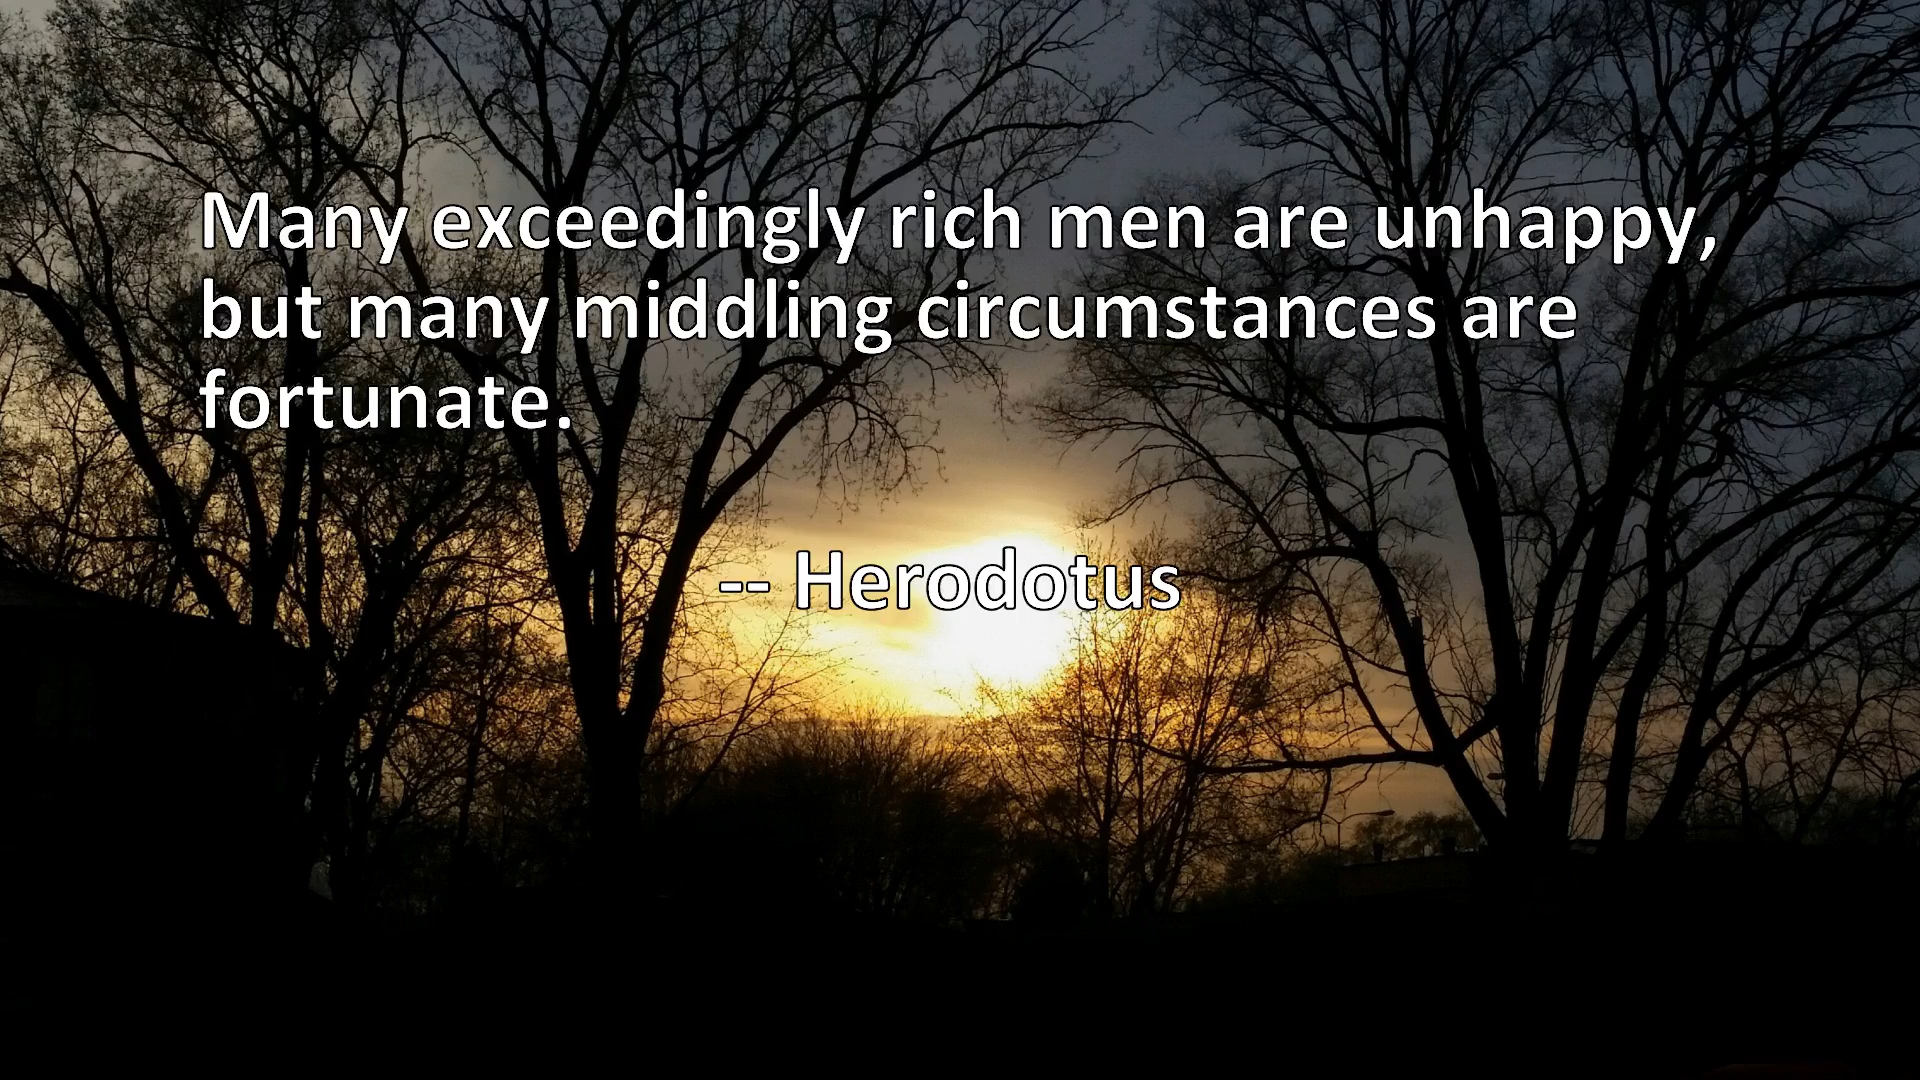 Many exceedingly rich men are unhappy,
but many middling circumstances are
fortunate.
-- Herodotus